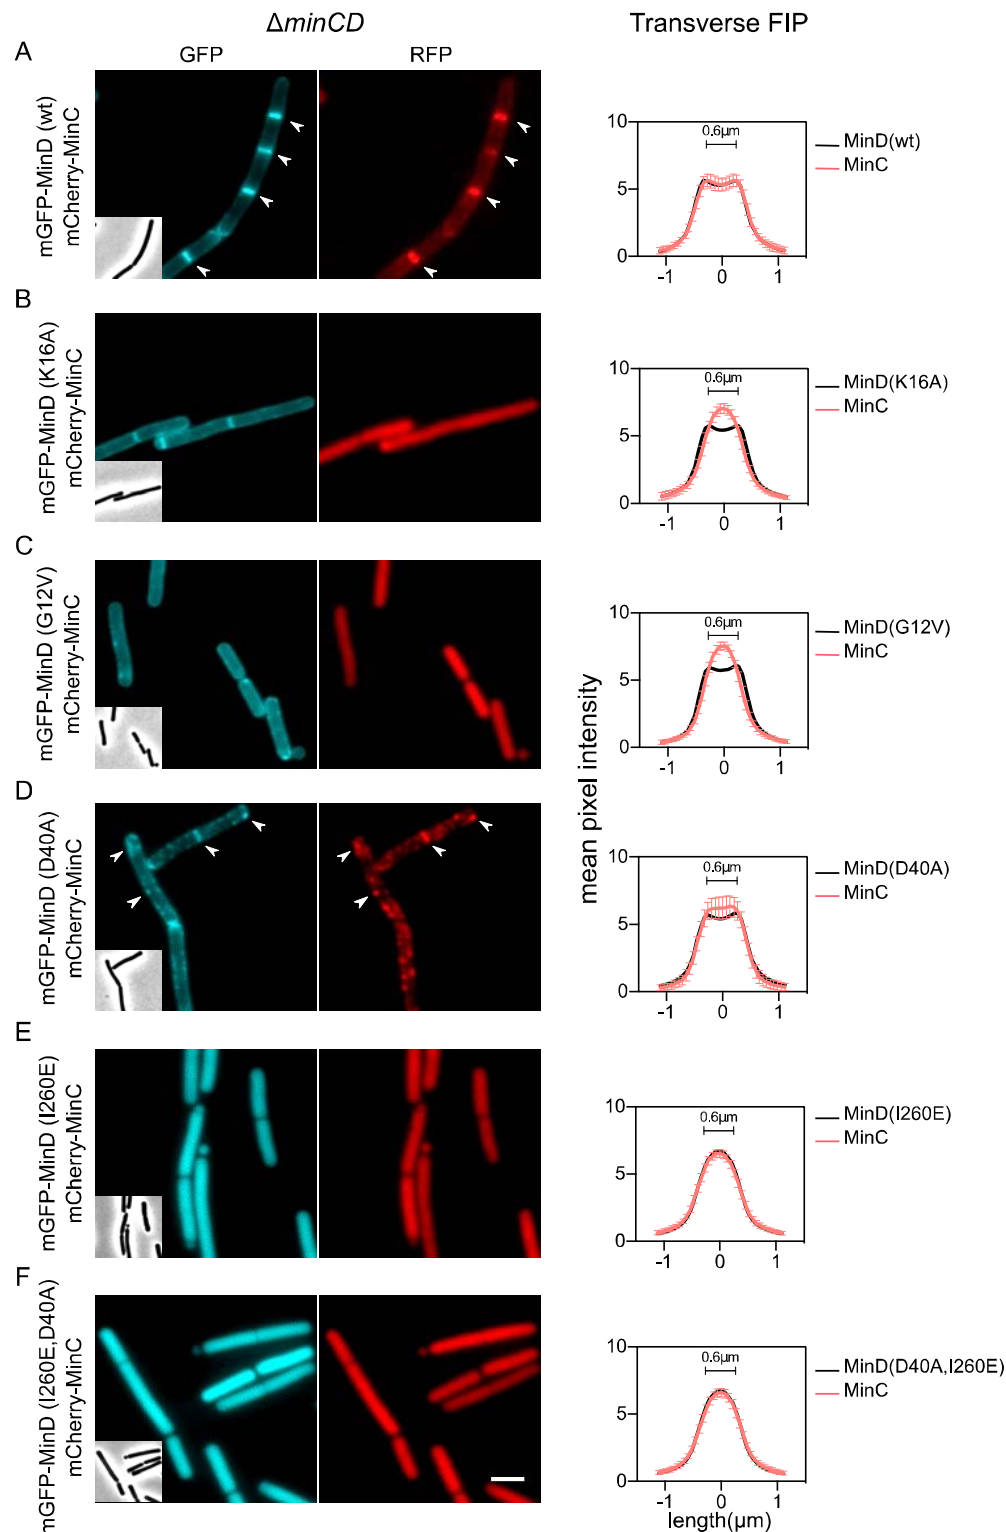 ΔminCD
Transverse FIP
GFP
RFP
A
mGFP-MinD (wt)
mCherry-MinC
10
5
0
0.6µm
-1
0
1
MinD(wt)
MinC
B
mGFP-MinD (K16A)
mCherry-MinC
10
5
0
0.6µm
-1
0
1
MinD(K16A)
MinC
C
mGFP-MinD (G12V)
mCherry-MinC
10
5
0
0.6µm
-1
0
1
MinD(G12V)
MinC
mean pixel intensity
D
mGFP-MinD (D40A)
mCherry-MinC
10
5
0
0.6µm
-1
0
1
MinD(D40A)
MinC
E
mGFP-MinD (I260E)
mCherry-MinC
10
5
0
0.6µm
-1
0
1
MinD(I260E)
MinC
F
mGFP-MinD (I260E,D40A)
mCherry-MinC
10
5
0
0.6µm
-1
0
1
MinD(D40A,I260E)
MinC
length(µm)